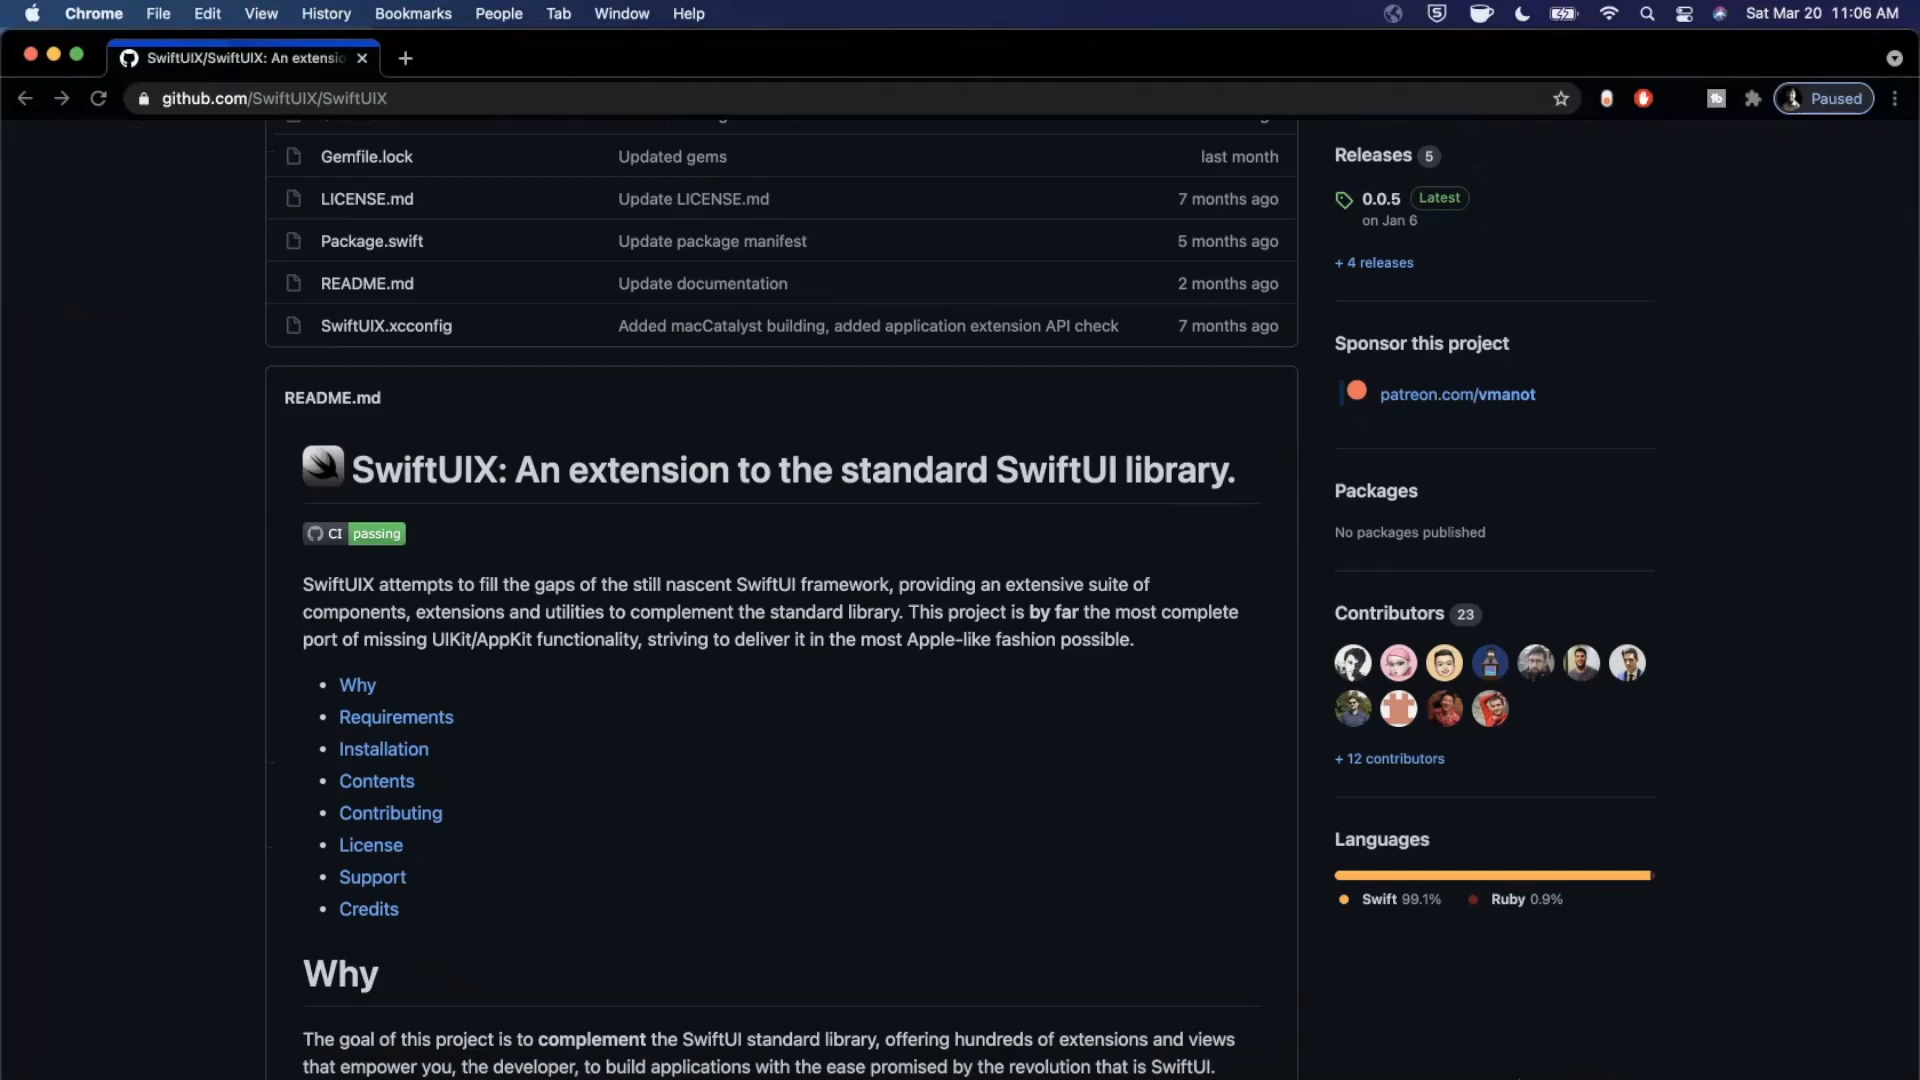 Chrome File Edit View History Bookmarks People Tab Window Help Sat Mar 20 11:06 AM
SwiftUIX/SwiftUIX: An extensio
github.com/SwiftUIX/SwiftUIX Paused
Gemfile.lock Updated gems last month
LICENSE.md Update LICENSE.md 7 months ago
Package.swift Update package manifest 5 months ago
README.md Update documentation 2 months ago
SwiftUIX.xcconfig Added macCatalyst building, added application extension API check 7 months ago
README.md
SwiftUIX: An extension to the standard SwiftUI library.
CI passing
SwiftUIX attempts to fill the gaps of the still nascent SwiftUI framework, providing an extensive suite of
components, extensions and utilities to complement the standard library. This project is by far the most complete
port of missing UIKit/AppKit functionality, striving to deliver it in the most Apple-like fashion possible.
Why
Requirements
Installation
Contents
Contributing
License
Support
Credits
Why
The goal of this project is to complement the SwiftUI standard library, offering hundreds of extensions and views
that empower you, the developer, to build applications with the ease promised by the revolution that is SwiftUI.
Releases 5
0.0.5 Latest
on Jan 6
+ 4 releases
Sponsor this project
patreon.com/vmanot
Packages
No packages published
Contributors 23
+ 12 contributors
Languages
Swift 99.1% Ruby 0.9%